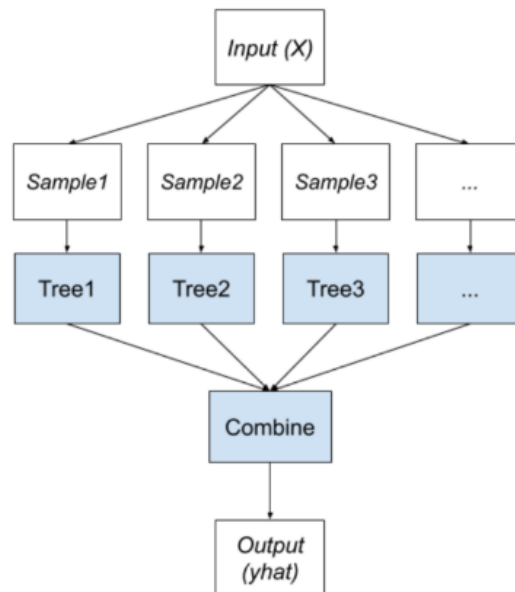 Input (X)
Sample1
Sample2
Sample3
...
Tree1
Tree2
Tree3
...
Combine
Output
(yhat)